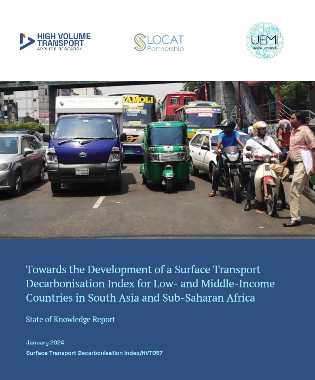 HIGH VOLUME
TRANSPORT
APPLIED RESEARCH
SLOCAT
Partnership
UEMI
Towards the Development of a Surface Transport
Decarbonisation Index for Low- and Middle-Income
Countries in South Asia and Sub-Saharan Africa
State of Knowledge Report
January 2024
Surface Transport Decarbonisation Index/HVT057